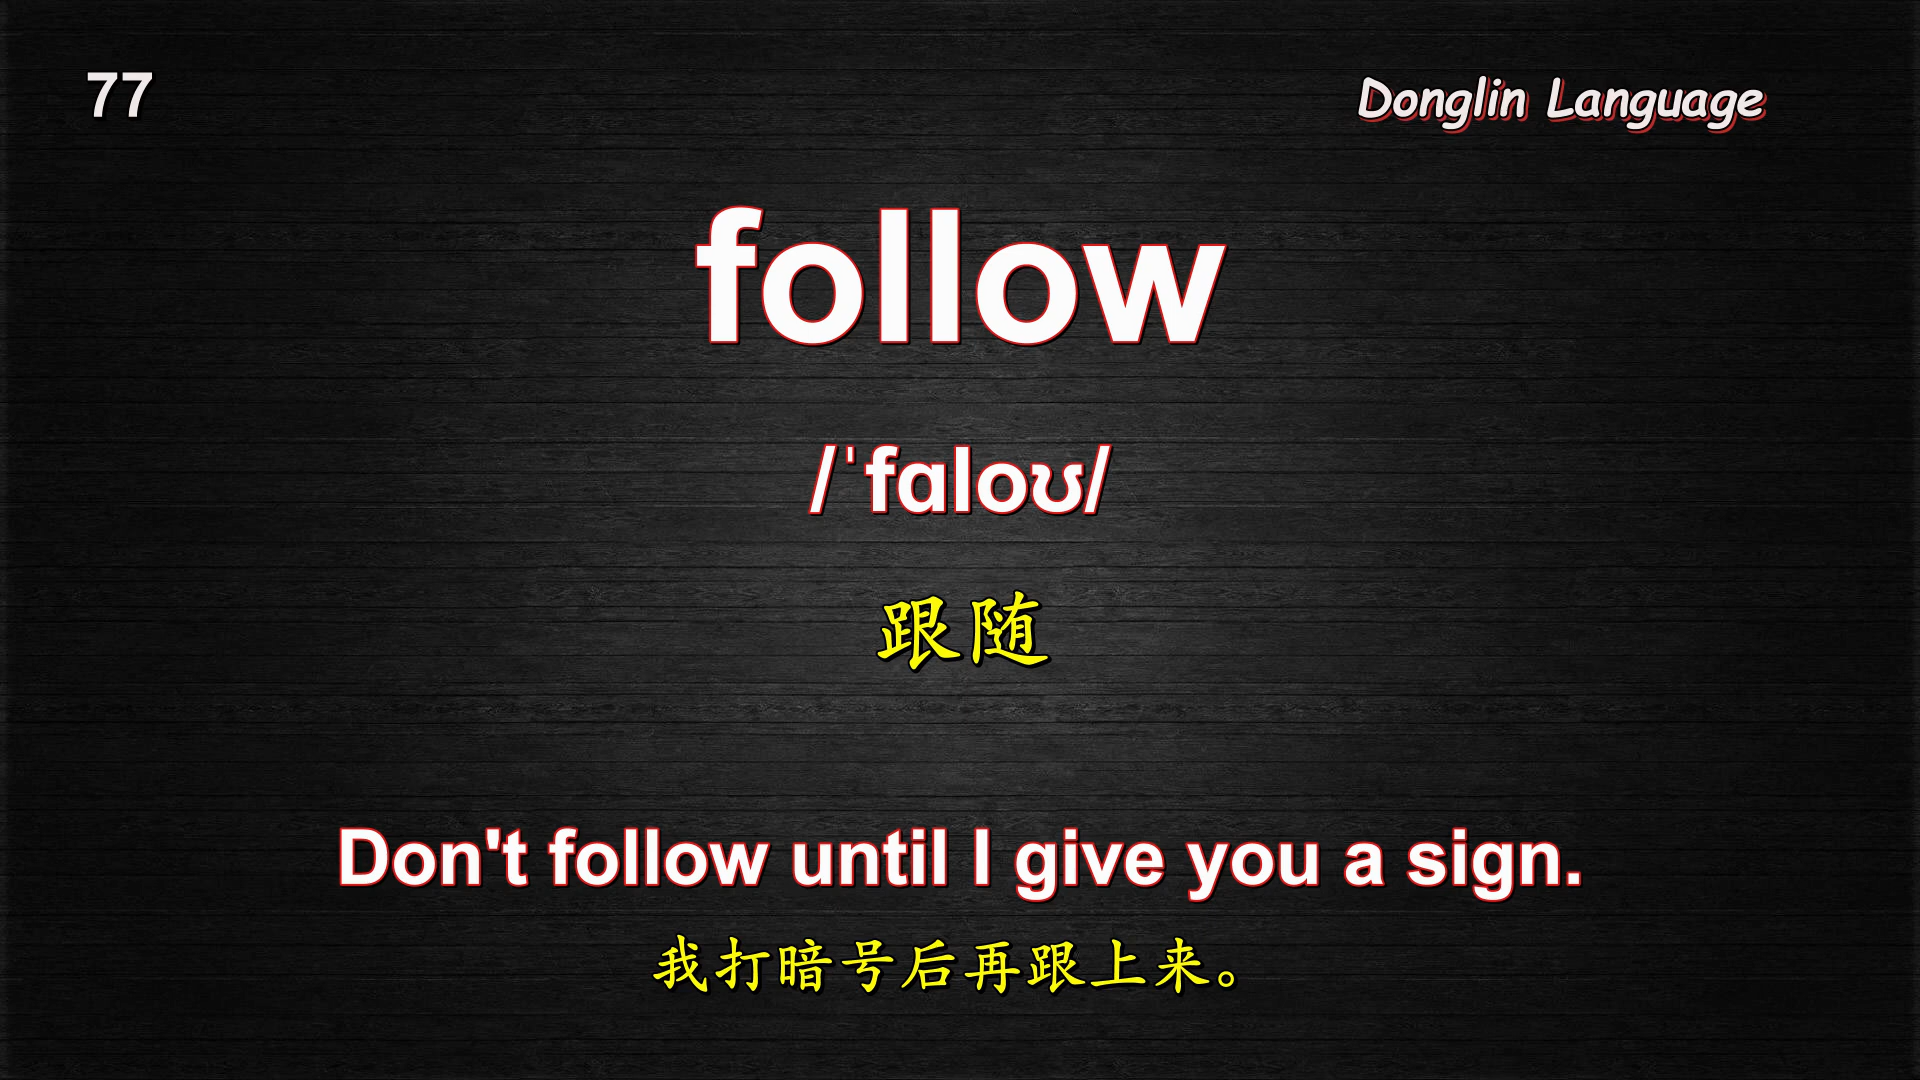 77
Donglin Language
follow
/ˈfɑloʊ/
跟随
Don't follow until I give you a sign.
我打暗号后再跟上来。